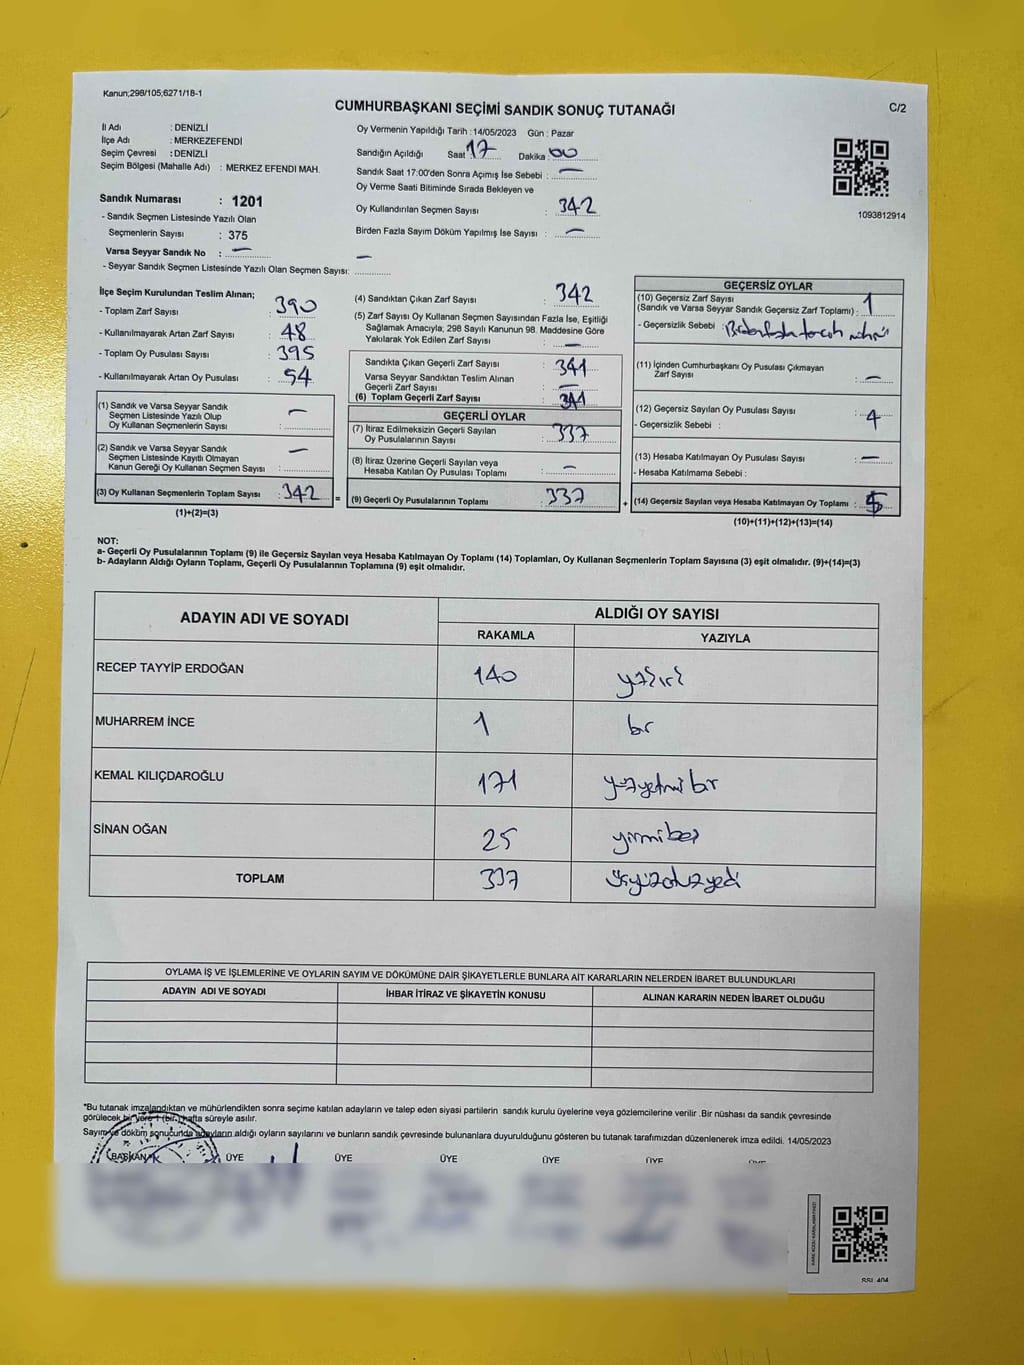 Kanun;298/105;6271/18-1
CUMHURBAŞKANI SEÇİMİ SANDIK SONUÇ TUTANAĞI
C/2
İl Adı : DENİZLİ
İlçe Adı : MERKEZEFENDİ
Seçim Çevresi : DENİZLİ
Seçim Bölgesi (Mahalle Adı) : MERKEZ EFENDİ MAH.
Sandık Numarası : 1201
- Sandık Seçmen Listesinde Yazılı Olan
Seçmenlerin Sayısı : 375
Varsa Seyyar Sandık No : —
- Seyyar Sandık Seçmen Listesinde Yazılı Olan Seçmen Sayısı: —
Oy Vermenin Yapıldığı Tarih : 14/05/2023 Gün : Pazar
Sandığın Açıldığı Saat 17 Dakika 00
Sandık Saat 17:00'den Sonra Açımış İse Sebebi : —
Oy Verme Saati Bitiminde Sırada Bekleyen ve
Oy Kullandırılan Seçmen Sayısı : 342
Birden Fazla Sayım Döküm Yapılmış İse Sayısı : —
1093812914
İlçe Seçim Kurulundan Teslim Alınan;
- Toplam Zarf Sayısı : 390
- Kullanılmayarak Artan Zarf Sayısı : 48
- Toplam Oy Pusulası Sayısı : 395
- Kullanılmayarak Artan Oy Pusulası : 54
(1) Sandık ve Varsa Seyyar Sandık
Seçmen Listesinde Yazılı Olup
Oy Kullanan Seçmenlerin Sayısı : —
(2) Sandık ve Varsa Seyyar Sandık
Seçmen Listesinde Kayıtlı Olmayan
Kanun Gereği Oy Kullanan Seçmen Sayısı : —
(3) Oy Kullanan Seçmenlerin Toplam Sayısı : 342
(1)+(2)=(3)
=
(4) Sandıktan Çıkan Zarf Sayısı : 342
(5) Zarf Sayısı Oy Kullanan Seçmen Sayısından Fazla İse, Eşitliği
Sağlamak Amacıyla; 298 Sayılı Kanunun 98. Maddesine Göre
Yakılarak Yok Edilen Zarf Sayısı : —
Sandıkta Çıkan Geçerli Zarf Sayısı : 341
Varsa Seyyar Sandıktan Teslim Alınan
Geçerli Zarf Sayısı : —
(6) Toplam Geçerli Zarf Sayısı : 341
GEÇERLİ OYLAR
(7) İtiraz Edilmeksizin Geçerli Sayılan
Oy Pusulalarının Sayısı : 337
(8) İtiraz Üzerine Geçerli Sayılan veya
Hesaba Katılan Oy Pusulası Toplamı : —
(9) Geçerli Oy Pusulalarının Toplamı : 337
+
GEÇERSİZ OYLAR
(10) Geçersiz Zarf Sayısı
(Sandık ve Varsa Seyyar Sandık Geçersiz Zarf Toplamı) : 1
- Geçersizlik Sebebi :
(11) İçinden Cumhurbaşkanı Oy Pusulası Çıkmayan
Zarf Sayısı : —
(12) Geçersiz Sayılan Oy Pusulası Sayısı : 4
- Geçersizlik Sebebi :
(13) Hesaba Katılmayan Oy Pusulası Sayısı : —
- Hesaba Katılmama Sebebi :
(14) Geçersiz Sayılan veya Hesaba Katılmayan Oy Toplamı : 5
(10)+(11)+(12)+(13)=(14)
NOT:
a- Geçerli Oy Pusulalarının Toplamı (9) ile Geçersiz Sayılan veya Hesaba Katılmayan Oy Toplamı (14) Toplamları, Oy Kullanan Seçmenlerin Toplam Sayısına (3) eşit olmalıdır. (9)+(14)=(3)
b- Adayların Aldığı Oyların Toplamı, Geçerli Oy Pusulalarının Toplamına (9) eşit olmalıdır.
ADAYIN ADI VE SOYADI
ALDIĞI OY SAYISI
RAKAMLA YAZIYLA
RECEP TAYYİP ERDOĞAN 140
MUHARREM İNCE 1 bir
KEMAL KILIÇDAROĞLU 171 yüzyetmiş bir
SİNAN OĞAN 25 yirmibeş
TOPLAM 337 üçyüzotuzyedi
OYLAMA İŞ VE İŞLEMLERİNE VE OYLARIN SAYIM VE DÖKÜMÜNE DAİR ŞİKAYETLERLE BUNLARA AİT KARARLARIN NELERDEN İBARET BULUNDUKLARI
ADAYIN ADI VE SOYADI İHBAR İTİRAZ VE ŞİKAYETİN KONUSU ALINAN KARARIN NEDEN İBARET OLDUĞU
*Bu tutanak imzalandıktan ve mühürlendikten sonra seçime katılan adayların ve talep eden siyasi partilerin sandık kurulu üyelerine veya gözlemcilerine verilir .Bir nüshası da sandık çevresinde
görülecek bir yere 1 (bir) hafta süreyle asılır.
Sayım ve döküm sonucunda adayların aldığı oyların sayılarını ve bunların sandık çevresinde bulunanlara duyurulduğunu gösteren bu tutanak tarafımızdan düzenlenerek imza edildi. 14/05/2023
BAŞKAN ÜYE ÜYE ÜYE ÜYE ÜYE